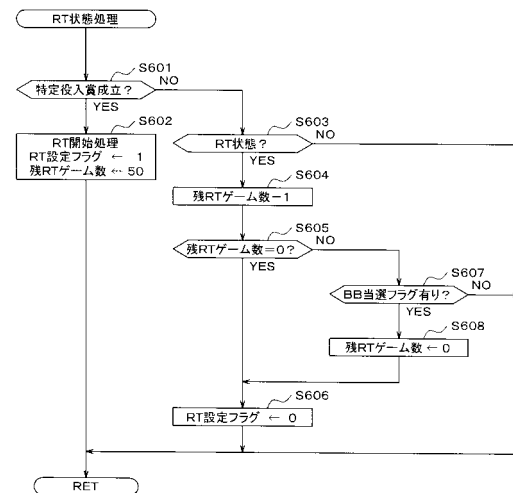 RT状態処理
S601
特定役入賞成立？
NO
YES
S602
RT開始処理
RT設定フラグ ← 1
残RTゲーム数 ← 50
S603
RT状態？
NO
YES
S604
残RTゲーム数－1
S605
残RTゲーム数＝0？
NO
YES
S607
BB当選フラグ有り？
NO
YES
S608
残RTゲーム数 ← 0
S606
RT設定フラグ ← 0
RET